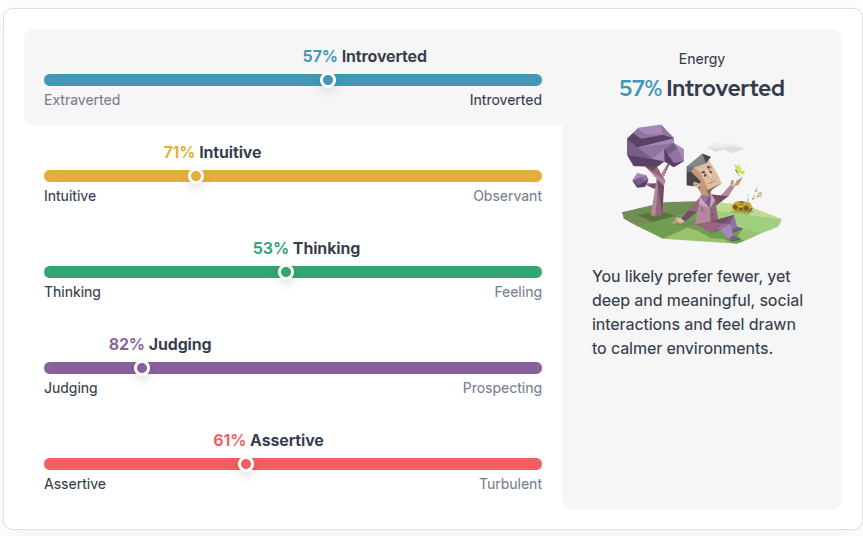 57% Introverted
Extraverted Introverted
71% Intuitive
Intuitive Observant
53% Thinking
Thinking Feeling
82% Judging
Judging Prospecting
61% Assertive
Assertive Turbulent
Energy
57% Introverted
You likely prefer fewer, yet
deep and meaningful, social
interactions and feel drawn
to calmer environments.